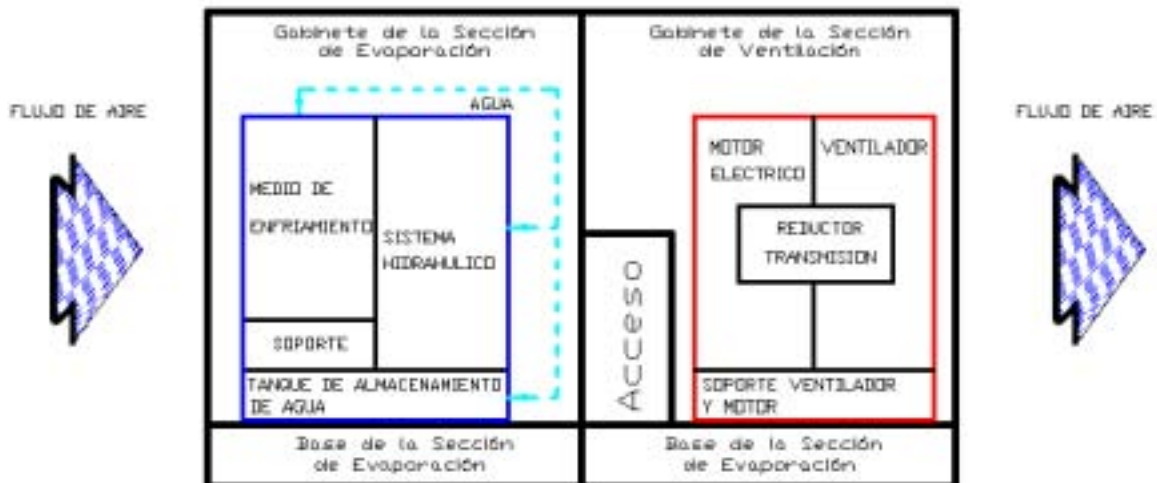 Gabinete de la Sección
de Evaporación
Gabinete de la Sección
de Ventilación
FLUJO DE AIRE
AGUA
FLUJO DE AIRE
MEDIO DE
ENFRIAMIENTO
SISTEMA
HIDRAHULICO
SOPORTE
TANQUE DE ALMACENAMIENTO
DE AGUA
Acceso
MOTOR
ELECTRICO
VENTILADOR
REDUCTOR
TRANSMISION
SOPORTE VENTILADOR
Y MOTOR
Base de la Sección
de Evaporación
Base de la Sección
de Evaporación